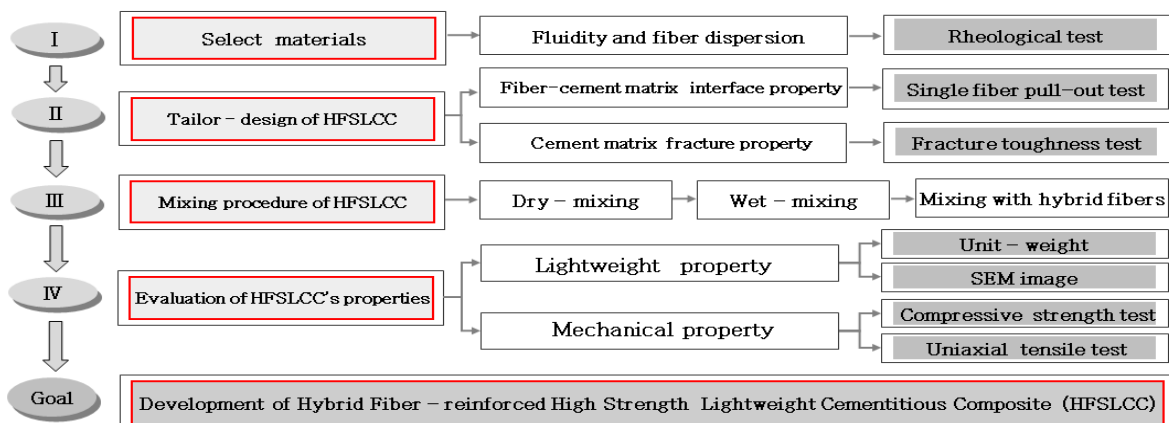 I
Select materials
Fluidity and fiber dispersion
Rheological test
II
Tailor - design of HFSLCC
Fiber-cement matrix interface property
Single fiber pull-out test
Cement matrix fracture property
Fracture toughness test
III
Mixing procedure of HFSLCC
Dry - mixing
Wet - mixing
Mixing with hybrid fibers
IV
Evaluation of HFSLCC's properties
Lightweight property
Unit - weight
SEM image
Mechanical property
Compressive strength test
Uniaxial tensile test
Goal
Development of Hybrid Fiber - reinforced High Strength Lightweight Cementitious Composite (HFSLCC)